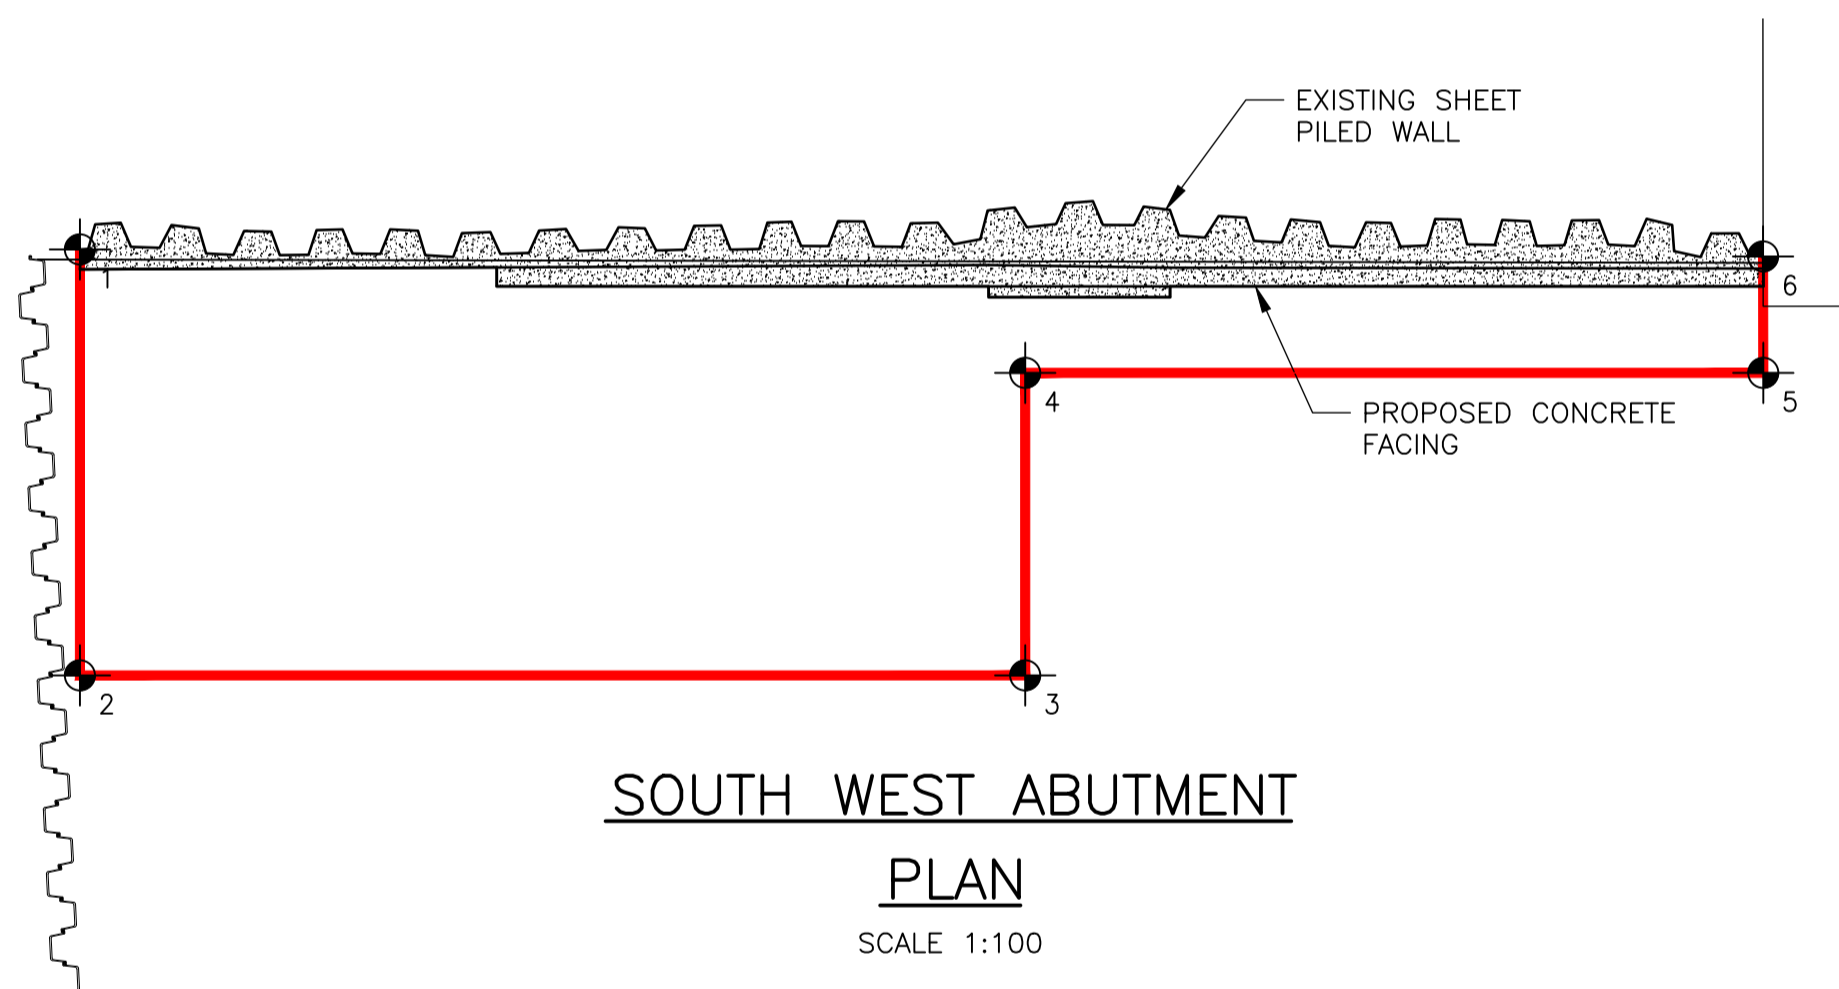 EXISTING SHEET
PILED WALL
1
6
4
5
PROPOSED CONCRETE
FACING
2
3
SOUTH WEST ABUTMENT
PLAN
SCALE 1:100